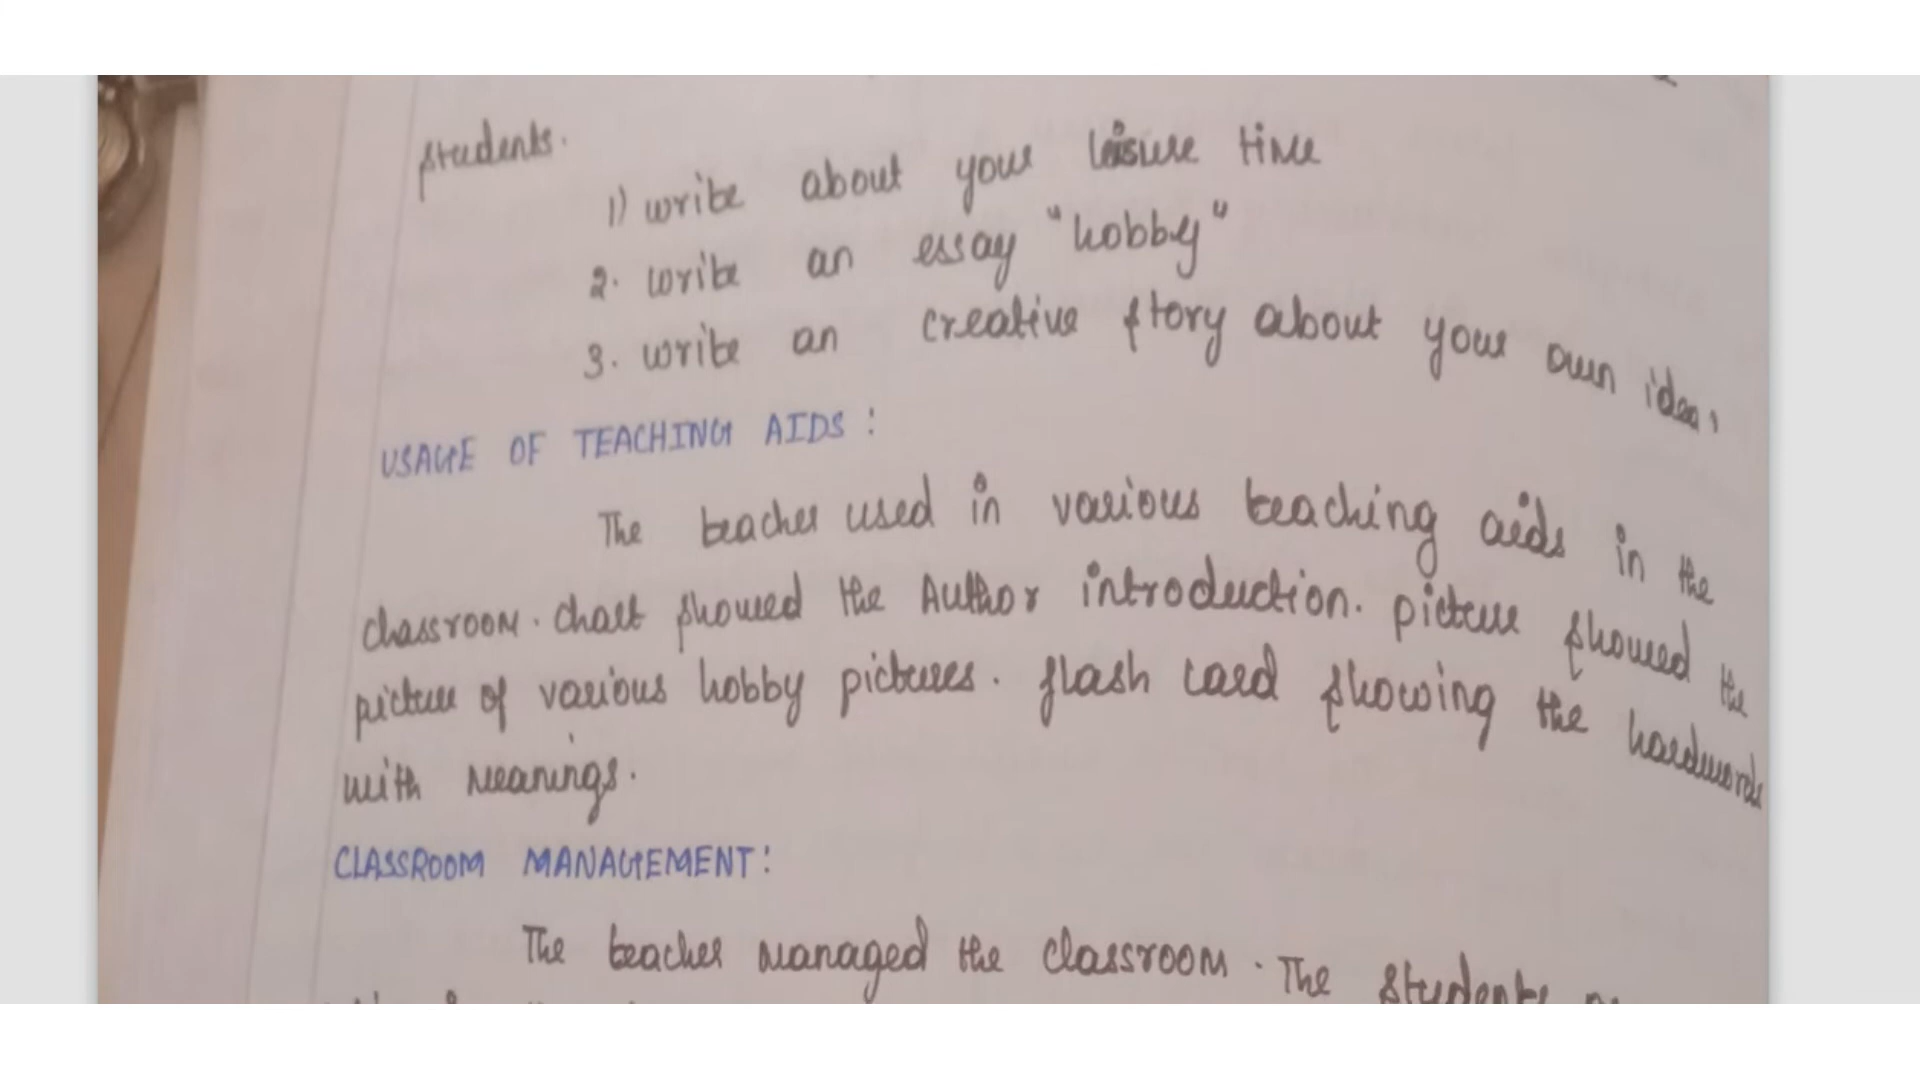 students.
1) write about your leisure time
2. write an essay "hobby"
3. write an creative story about your own idea,
USAGE OF TEACHING AIDS :
The teacher used in various teaching aids in the
classroom. chart showed the Author introduction. picture showed the
picture of various hobby pictures. flash card showing the hardwords
with meanings.
CLASSROOM MANAGEMENT :
The teacher managed the classroom. The students